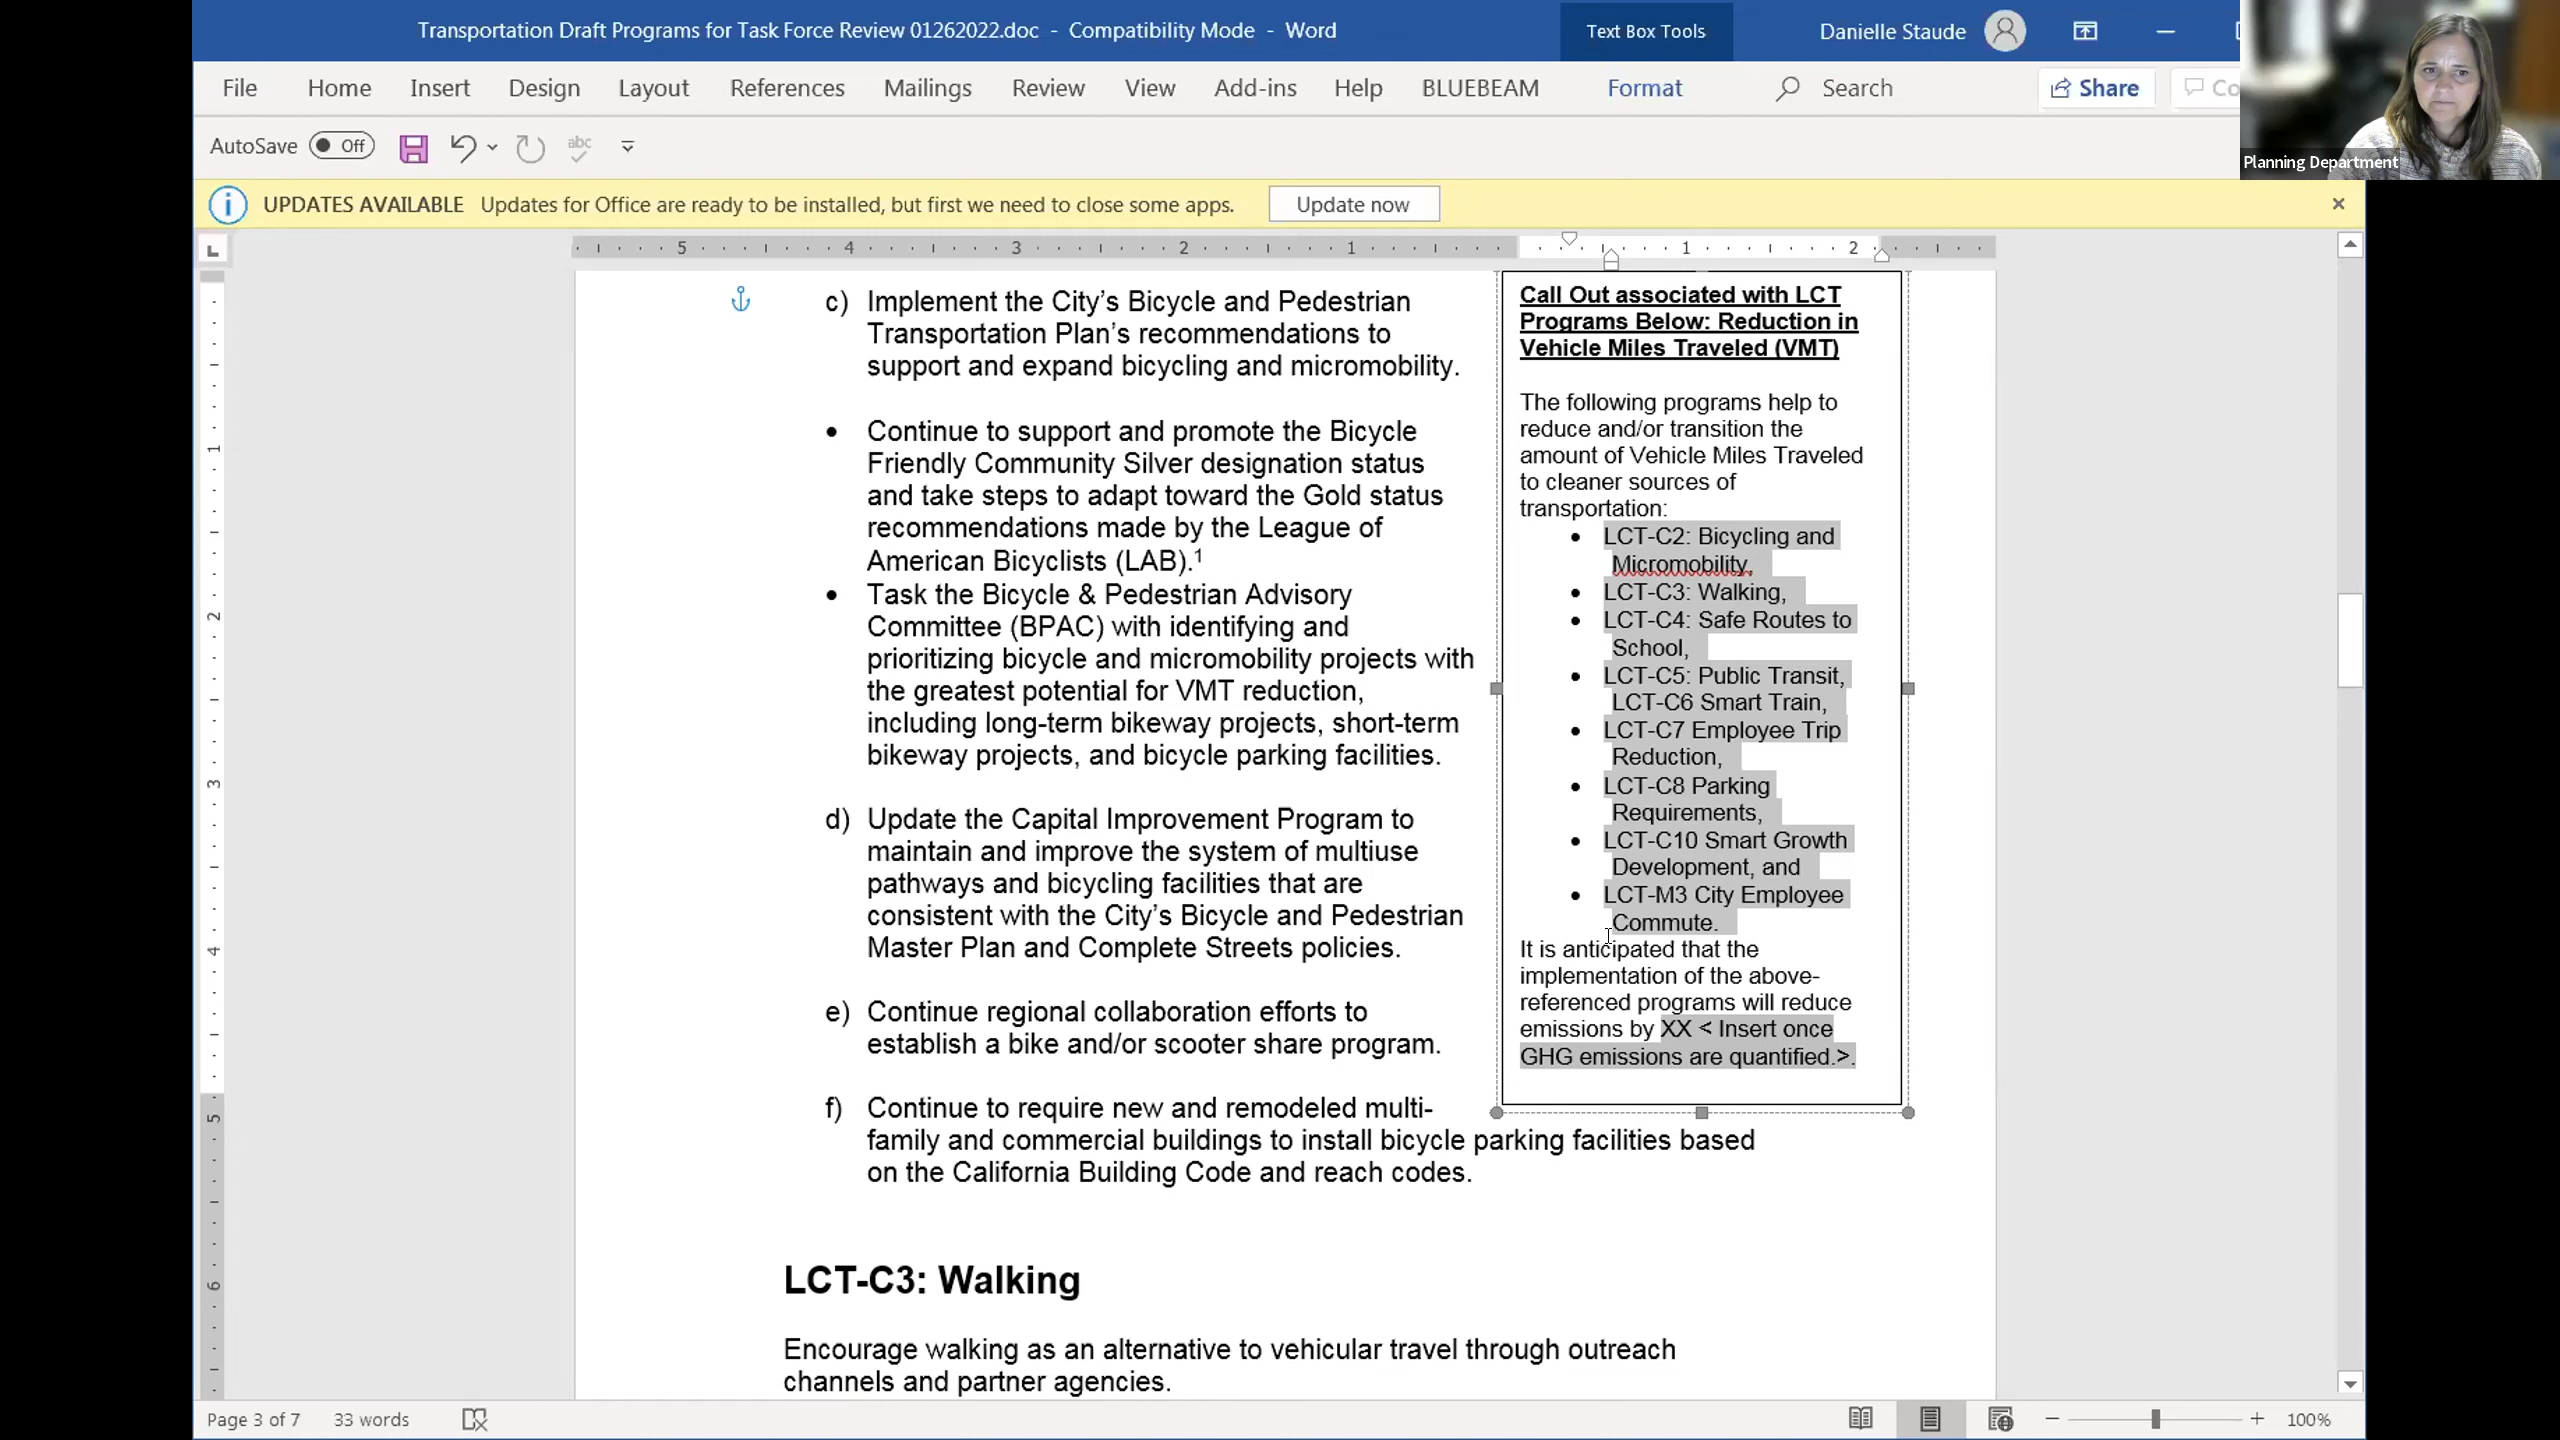 Transportation Draft Programs for Task Force Review 01262022.doc - Compatibility Mode - Word
Text Box Tools
Danielle Staude
File Home Insert Design Layout References Mailings Review View Add-ins Help BLUEBEAM Format Search Share Co
AutoSave Off
Planning Department
UPDATES AVAILABLE Updates for Office are ready to be installed, but first we need to close some apps. Update now
5 4 3 2 1 1 2
c) Implement the City’s Bicycle and Pedestrian
Transportation Plan’s recommendations to
support and expand bicycling and micromobility.
• Continue to support and promote the Bicycle
Friendly Community Silver designation status
and take steps to adapt toward the Gold status
recommendations made by the League of
American Bicyclists (LAB).¹
• Task the Bicycle & Pedestrian Advisory
Committee (BPAC) with identifying and
prioritizing bicycle and micromobility projects with
the greatest potential for VMT reduction,
including long-term bikeway projects, short-term
bikeway projects, and bicycle parking facilities.
d) Update the Capital Improvement Program to
maintain and improve the system of multiuse
pathways and bicycling facilities that are
consistent with the City’s Bicycle and Pedestrian
Master Plan and Complete Streets policies.
e) Continue regional collaboration efforts to
establish a bike and/or scooter share program.
f) Continue to require new and remodeled multi-
family and commercial buildings to install bicycle parking facilities based
on the California Building Code and reach codes.
Call Out associated with LCT
Programs Below: Reduction in
Vehicle Miles Traveled (VMT)
The following programs help to
reduce and/or transition the
amount of Vehicle Miles Traveled
to cleaner sources of
transportation:
• LCT-C2: Bicycling and
Micromobility,
• LCT-C3: Walking,
• LCT-C4: Safe Routes to
School,
• LCT-C5: Public Transit,
LCT-C6 Smart Train,
• LCT-C7 Employee Trip
Reduction,
• LCT-C8 Parking
Requirements,
• LCT-C10 Smart Growth
Development, and
• LCT-M3 City Employee
Commute.
It is anticipated that the
implementation of the above-
referenced programs will reduce
emissions by XX < Insert once
GHG emissions are quantified.>.
LCT-C3: Walking
Encourage walking as an alternative to vehicular travel through outreach
channels and partner agencies.
1
2
3
4
5
6
Page 3 of 7 33 words 100%